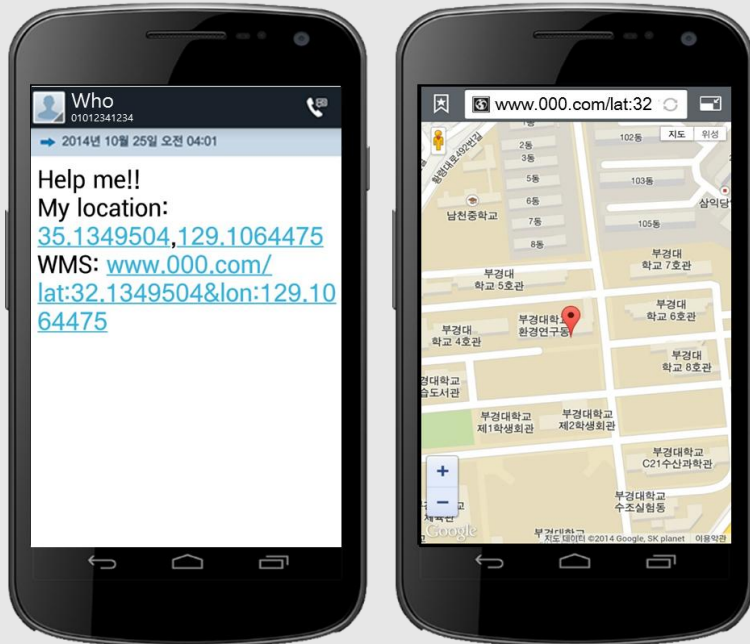 Who
01012341234
2014년 10월 25일 오전 04:01
Help me!!
My location:
35.1349504,129.1064475
WMS: www.000.com/
lat:32.1349504&lon:129.10
64475
www.000.com/lat:32
지도 위성
황령대로492번길
2동
3동
5동
6동
7동
8동
102동
103동
105동
남천중학교
부경대
학교 7호관
부경대
학교 5호관
부경대
학교 6호관
환경연구동
부경대
학교 4호관
부경대
학교 8호관
부경대학교
제1학생회관
부경대학교
제2학생회관
부경대학교
C21수산과학관
부경대학교
수조실험동
Google
지도 데이터 ©2014 Google, SK planet 이용약관